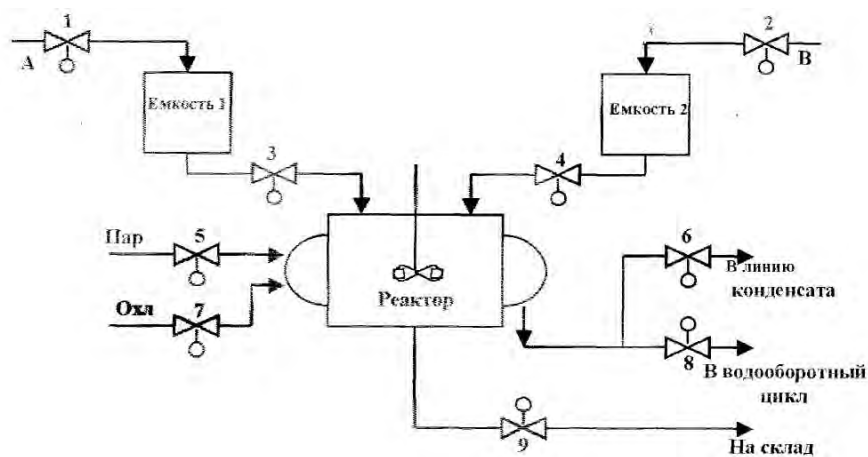 1
2
А
В
Емкость 1
Емкость 2
3
4
Пар
5
6
В линию
конденсата
Реактор
Охл
7
8
В водооборотный
цикл
9
На склад